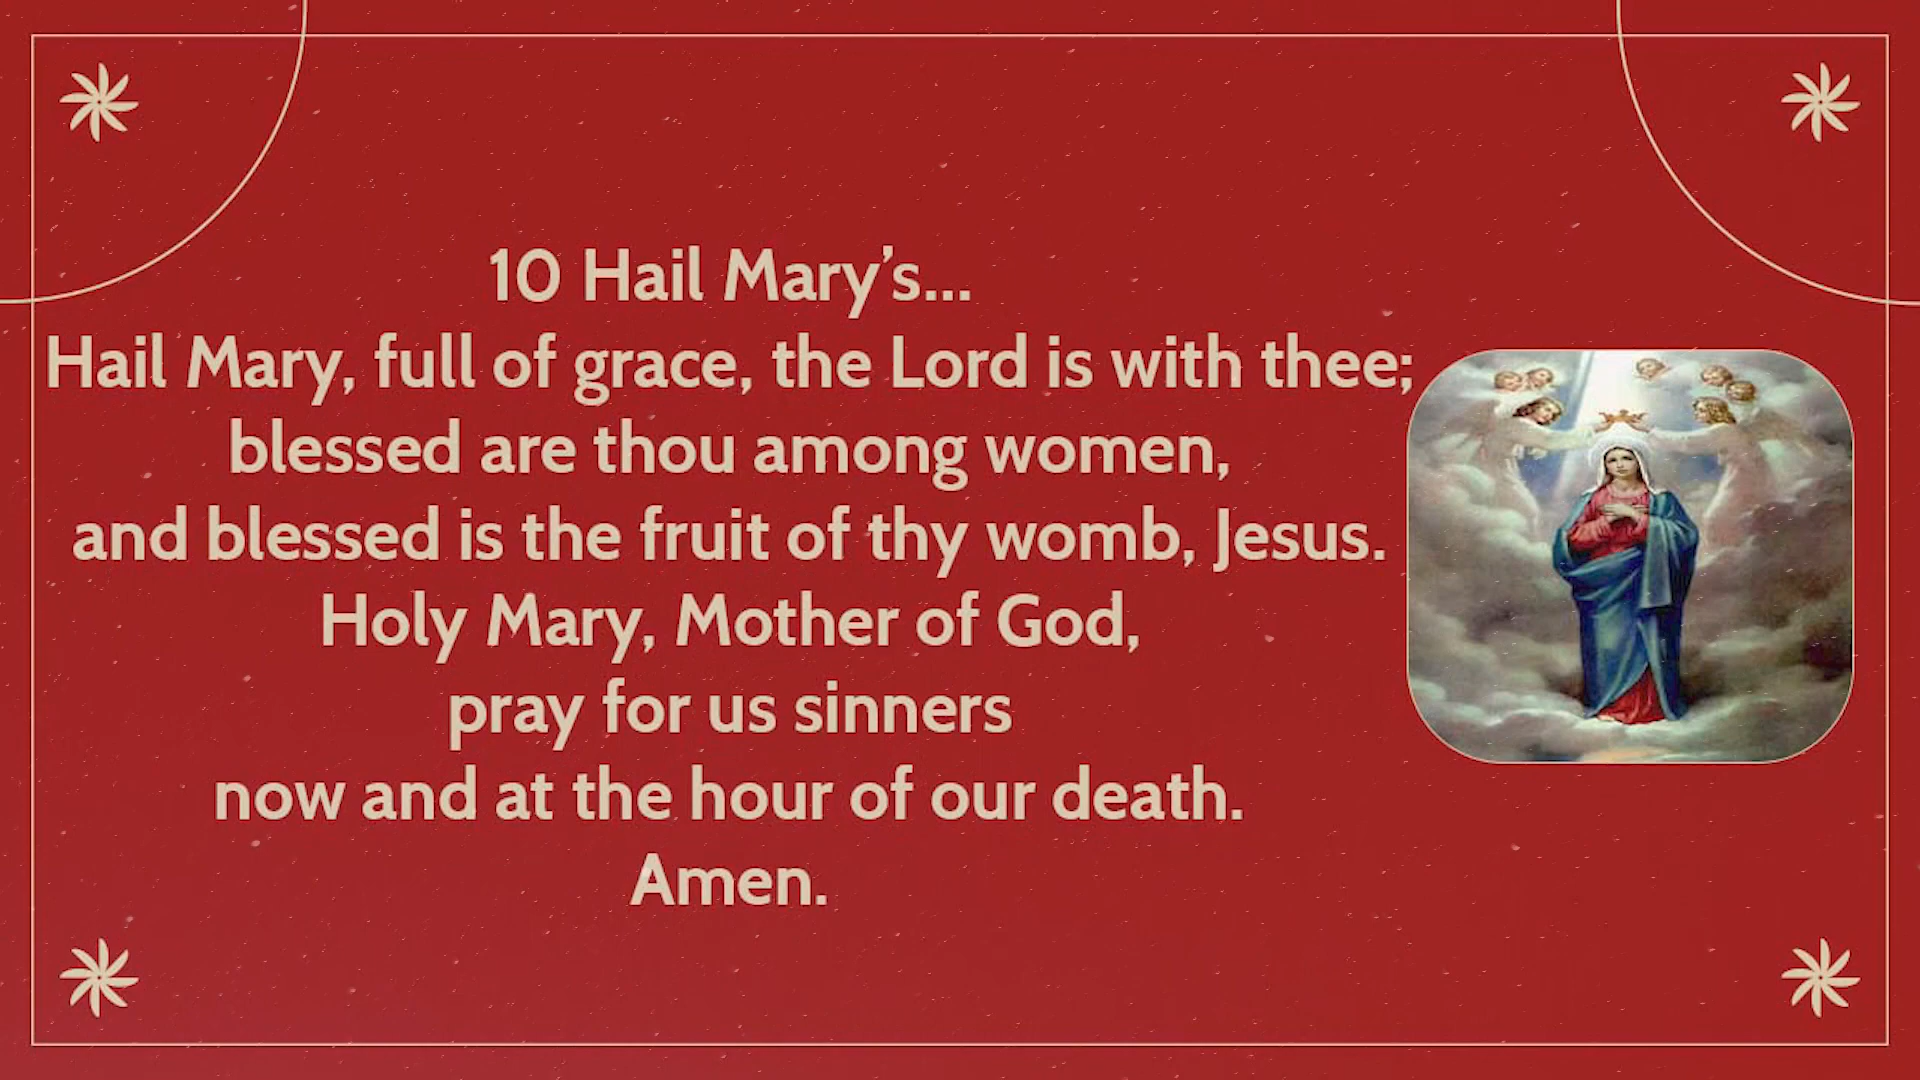 10 Hail Mary’s...
Hail Mary, full of grace, the Lord is with thee;
blessed are thou among women,
and blessed is the fruit of thy womb, Jesus.
Holy Mary, Mother of God,
pray for us sinners
now and at the hour of our death.
Amen.